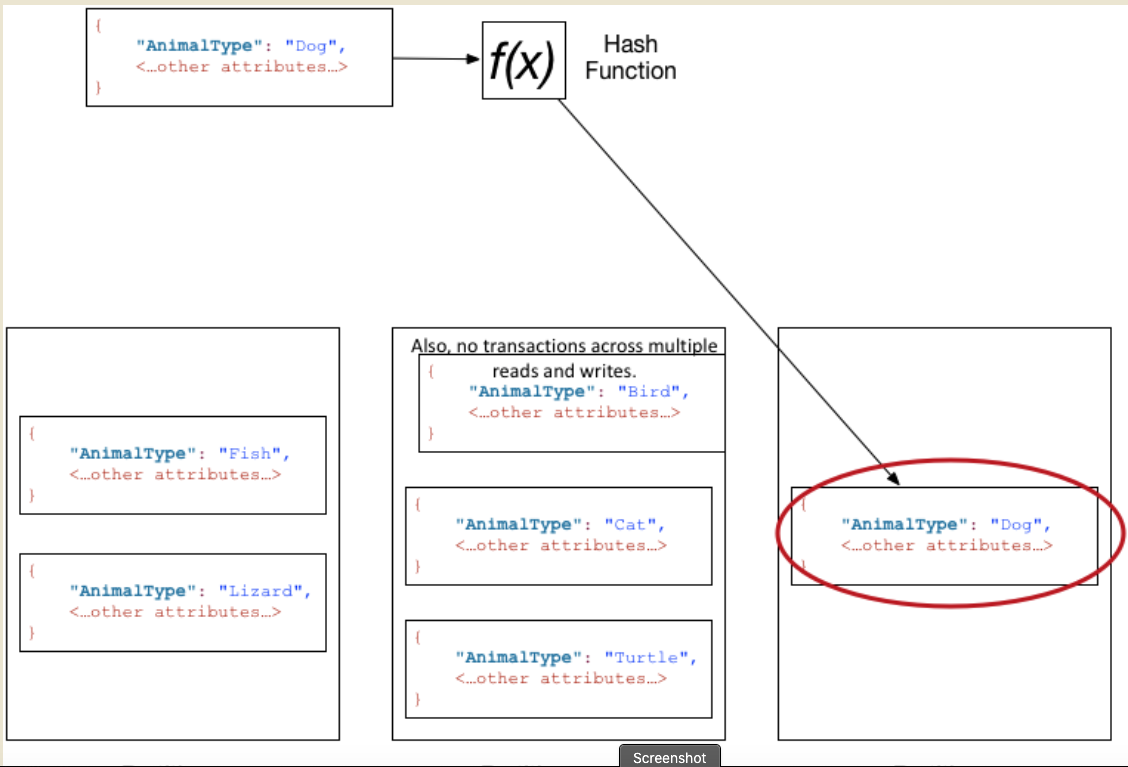 {
"AnimalType": "Dog",
<…other attributes…>
}
f(x)
Hash
Function
{
"AnimalType": "Fish",
<…other attributes…>
}
{
"AnimalType": "Lizard",
<…other attributes…>
}
Also, no transactions across multiple
reads and writes.
{
"AnimalType": "Bird",
<…other attributes…>
}
{
"AnimalType": "Cat",
<…other attributes…>
}
{
"AnimalType": "Turtle",
<…other attributes…>
}
{
"AnimalType": "Dog",
<…other attributes…>
}
Screenshot